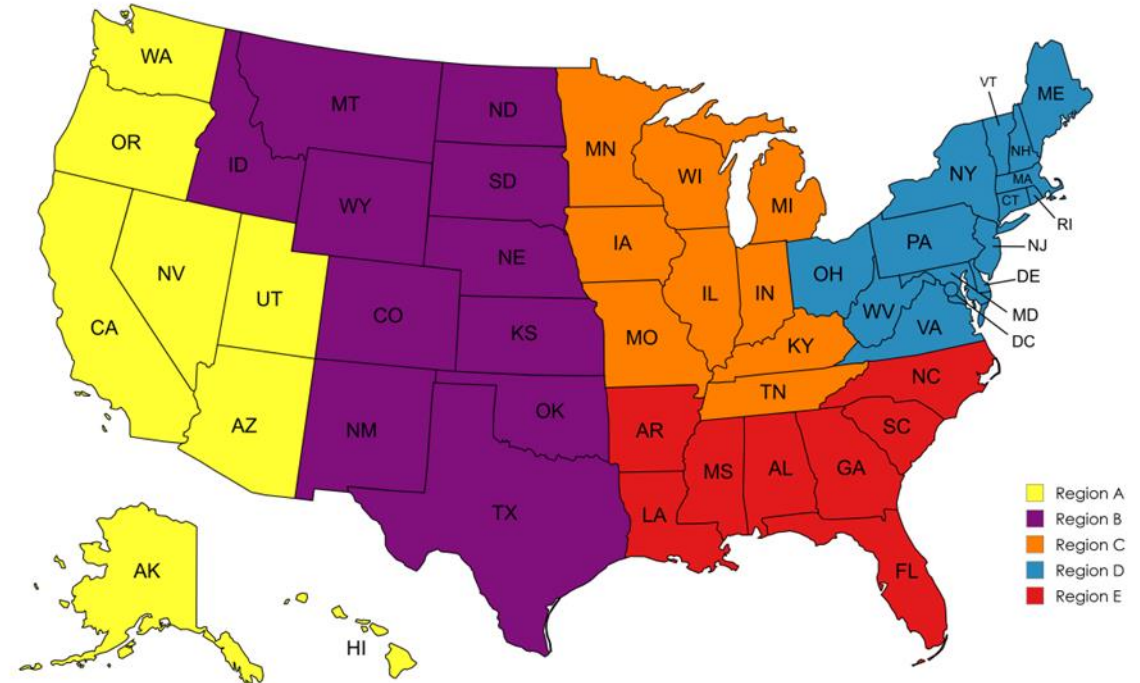 WA
OR
CA
NV
ID
MT
WY
UT
AZ
CO
NM
ND
SD
NE
KS
OK
TX
MN
IA
MO
WI
IL
MI
IN
KY
TN
AR
LA
MS
AL
GA
FL
SC
NC
OH
WV
VA
PA
NY
VT
NH
ME
MA
CT
RI
NJ
DE
MD
DC
AK
HI
Region A
Region B
Region C
Region D
Region E